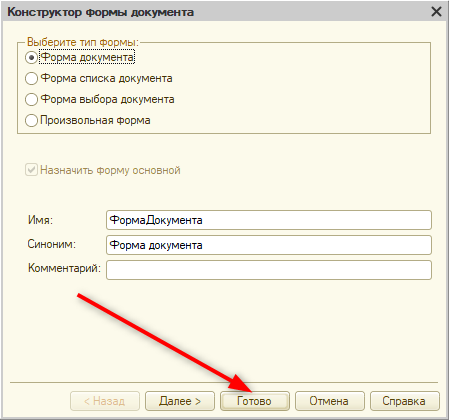 Конструктор формы документа
Выберите тип формы:
Форма документа
Форма списка документа
Форма выбора документа
Произвольная форма
Назначить форму основной
Имя: ФормаДокумента
Синоним: Форма документа
Комментарий:
< Назад Далее > Готово Отмена Справка